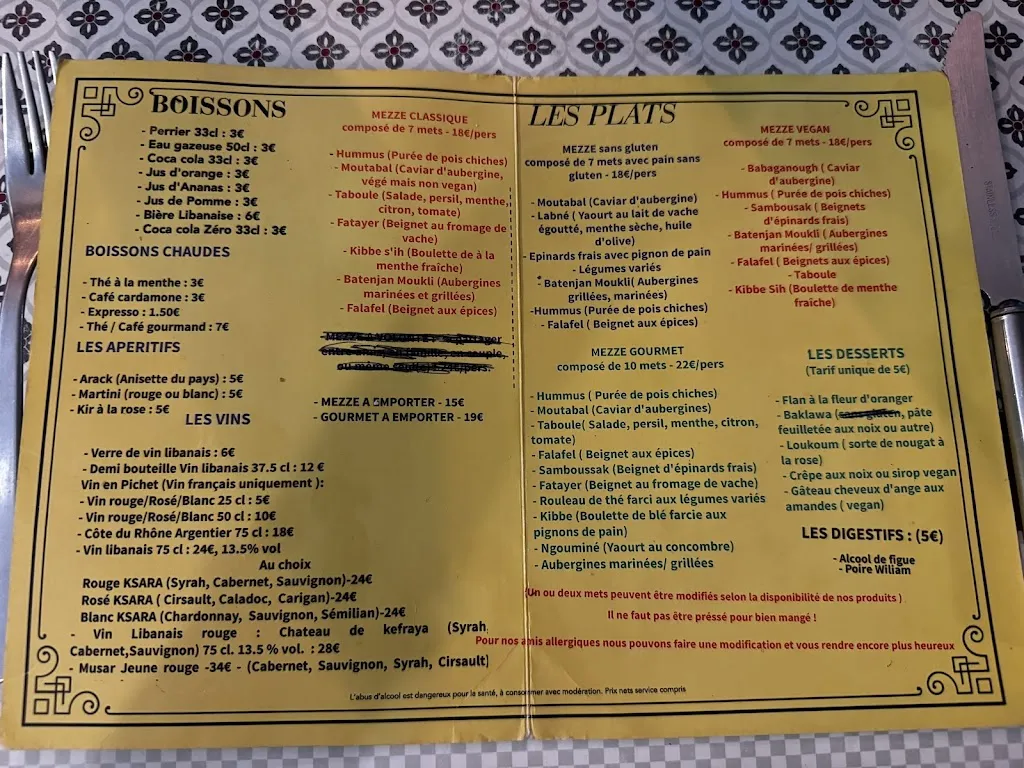 BOISSONS
- Perrier 33cl : 3€
- Eau gazeuse 50cl : 3€
- Coca cola 33cl : 3€
- Jus d'orange : 3€
- Jus d'Ananas : 3€
- Jus de Pomme : 3€
- Bière Libanaise : 6€
- Coca cola Zéro 33cl : 3€
BOISSONS CHAUDES
- Thé à la menthe : 3€
- Café cardamone : 3€
- Expresso : 1.50€
- Thé / Café gourmand : 7€
LES APERITIFS
- Arack (Anisette du pays) : 5€
- Martini (rouge ou blanc) : 5€
- Kir à la rose : 5€
LES VINS
- Verre de vin libanais : 6€
- Demi bouteille Vin libanais 37.5 cl : 12 €
Vin en Pichet (Vin français uniquement ):
- Vin rouge/Rosé/Blanc 25 cl : 5€
- Vin rouge/Rosé/Blanc 50 cl : 10€
- Côte du Rhône Argentier 75 cl : 18€
- Vin libanais 75 cl : 24€, 13.5% vol
Au choix
Rouge KSARA (Syrah, Cabernet, Sauvignon)-24€
Rosé KSARA ( Cirsault, Caladoc, Carigan)-24€
Blanc KSARA (Chardonnay, Sauvignon, Sémilian)-24€
- Vin Libanais rouge : Chateau de kefraya (Syrah,
Cabernet,Sauvignon) 75 cl. 13.5 % vol. : 28€
- Musar Jeune rouge -34€ - (Cabernet, Sauvignon, Syrah, Cirsault)
MEZZE CLASSIQUE
composé de 7 mets - 18€/pers
- Hummus (Purée de pois chiches)
- Moutabal (Caviar d'aubergine,
végé mais non vegan)
- Taboule (Salade, persil, menthe,
citron, tomate)
- Fatayer (Beignet au fromage de
vache)
- Kibbe s'ih (Boulette de à la
menthe fraiche)
- Batenjan Moukli (Aubergines
marinées et grillées)
- Falafel (Beignet aux épices)
- MEZZE A EMPORTER - 15€
- GOURMET A EMPORTER - 19€
LES PLATS
MEZZE sans gluten
composé de 7 mets avec pain sans
gluten - 18€/pers
- Moutabal (Caviar d'aubergine)
- Labné ( Yaourt au lait de vache
égoutté, menthe sèche, huile
d'olive)
- Epinards frais avec pignon de pain
- Légumes variés
- Batenjan Moukli( Aubergines
grillées, marinées)
-Hummus (Purée de pois chiches)
- Falafel ( Beignet aux épices)
MEZZE GOURMET
composé de 10 mets - 22€/pers
- Hummus ( Purée de pois chiches)
- Moutabal (Caviar d'aubergines)
- Taboule( Salade, persil, menthe, citron,
tomate)
- Falafel ( Beignet aux épices)
- Samboussak (Beignet d'épinards frais)
- Fatayer (Beignet au fromage de vache)
- Rouleau de thé farci aux légumes variés
- Kibbe (Boulette de blé farcie aux
pignons de pain)
- Ngouminé (Yaourt au concombre)
- Aubergines marinées/ grillées
MEZZE VEGAN
composé de 7 mets - 18€/pers
- Babaganough ( Caviar
d'aubergine)
- Hummus ( Purée de pois chiches)
- Sambousak ( Beignets
d'épinards frais)
- Batenjan Moukli ( Aubergines
marinées/ grillées)
- Falafel ( Beignets aux épices)
- Taboule
- Kibbe Sih (Boulette de menthe
fraîche)
LES DESSERTS
(Tarif unique de 5€)
- Flan à la fleur d'oranger
- Baklawa (sans gluten, pâte
feuilletée aux noix ou autre)
- Loukoum ( sorte de nougat à
la rose)
- Crêpe aux noix ou sirop vegan
- Gâteau cheveux d'ange aux
amandes ( vegan)
LES DIGESTIFS : (5€)
- Alcool de figue
- Poire Wiliam
Un ou deux mets peuvent être modifiés selon la disponibilité de nos produits )
Il ne faut pas être préssé pour bien mangé !
Pour nos amis allergiques nous pouvons faire une modification et vous rendre encore plus heureux
L'abus d'alcool est dangereux pour la santé, à consommer avec modération. Prix nets service compris